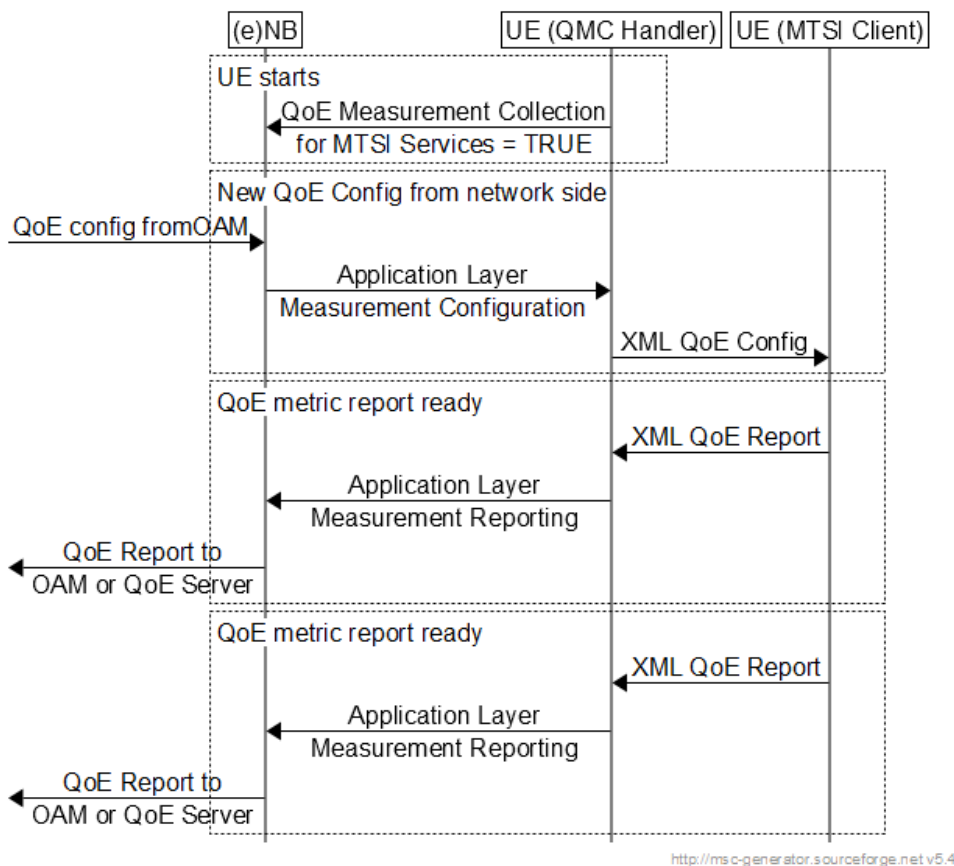 (e)NB
UE (QMC Handler)
UE (MTSI Client)
UE starts
QoE Measurement Collection
for MTSI Services = TRUE
New QoE Config from network side
QoE config fromOAM
Application Layer
Measurement Configuration
XML QoE Config
QoE metric report ready
XML QoE Report
Application Layer
Measurement Reporting
QoE Report to
OAM or QoE Server
QoE metric report ready
XML QoE Report
Application Layer
Measurement Reporting
QoE Report to
OAM or QoE Server
http://msc-generator.sourceforge.net v5.4